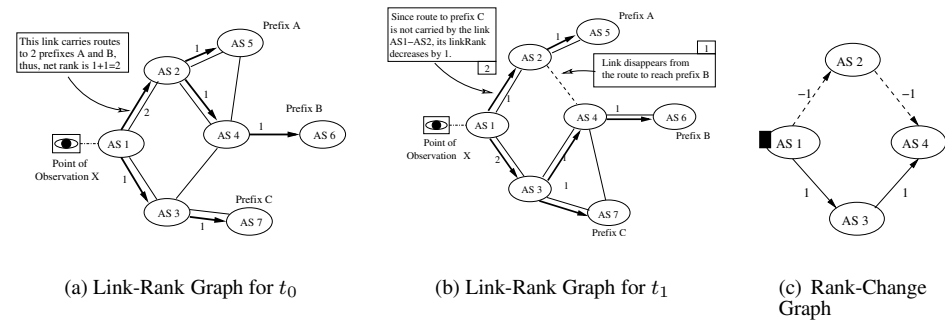 Prefix A
AS 5
This link carries routes
to 2 prefixes A and B,
thus, net rank is 1+1=2
1
AS 2
1
Prefix B
2
AS 1
AS 4
1
AS 6
Point of
Observation X
1
Prefix C
AS 3
1
AS 7
(a) Link-Rank Graph for t0
Prefix A
Since route to prefix C
is not carried by the link
AS1−AS2, its linkRank
decreases by 1.
2
1
AS 5
AS 2
1
Link disappears from
the route to reach prefix B
1
AS 1
AS 4
1
AS 6
Prefix B
Point of
Observation X
2
1
AS 3
1
AS 7
Prefix C
(b) Link-Rank Graph for t1
AS 2
−1
−1
AS 1
AS 4
1
1
AS 3
(c) Rank-Change
Graph